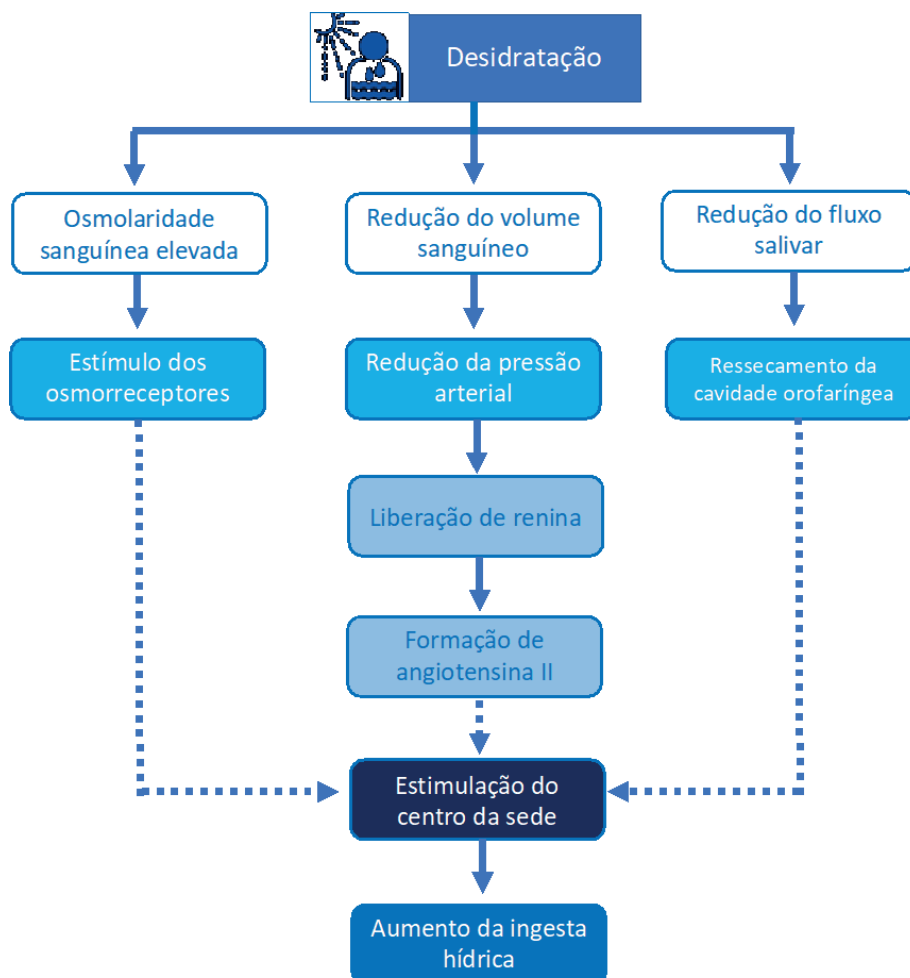 Desidratação
Osmolaridade
sanguínea elevada
Redução do volume
sanguíneo
Redução do fluxo
salivar
Estímulo dos
osmorreceptores
Redução da pressão
arterial
Ressecamento da
cavidade orofaríngea
Liberação de renina
Formação de
angiotensina II
Estimulação do
centro da sede
Aumento da ingesta
hídrica